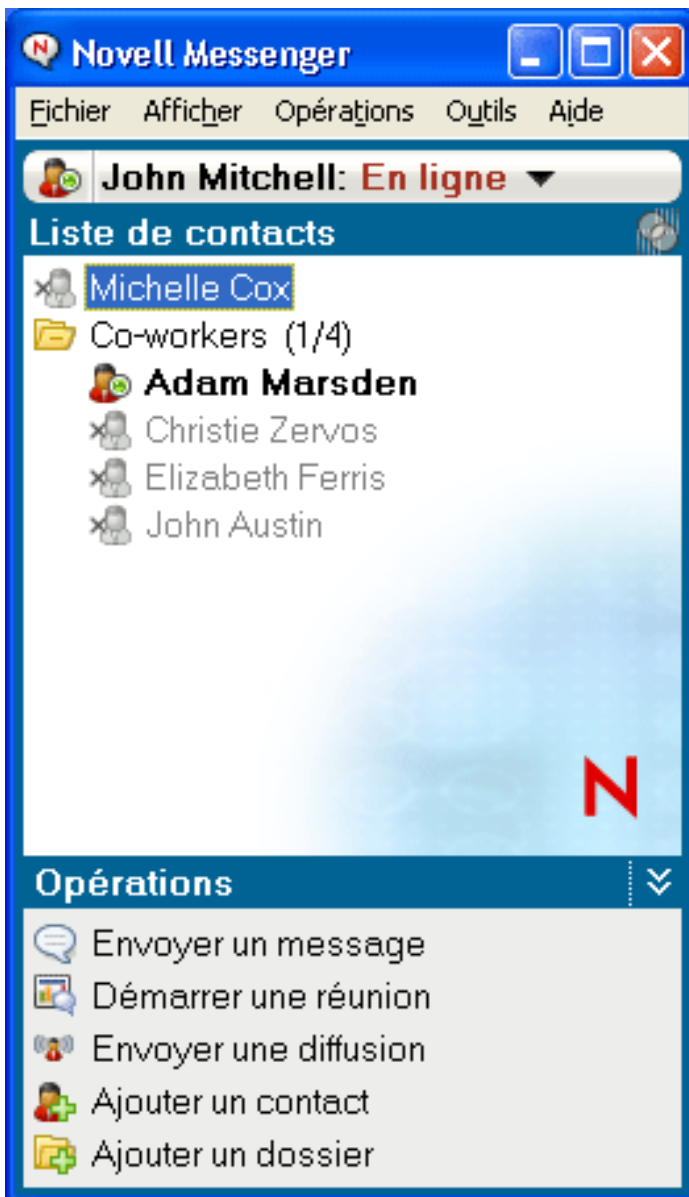 Novell Messenger
Fichier Afficher Opérations Outils Aide
John Mitchell: En ligne
Liste de contacts
Michelle Cox
Co-workers (1/4)
Adam Marsden
Christie Zervos
Elizabeth Ferris
John Austin
N
Opérations
Envoyer un message
Démarrer une réunion
Envoyer une diffusion
Ajouter un contact
Ajouter un dossier